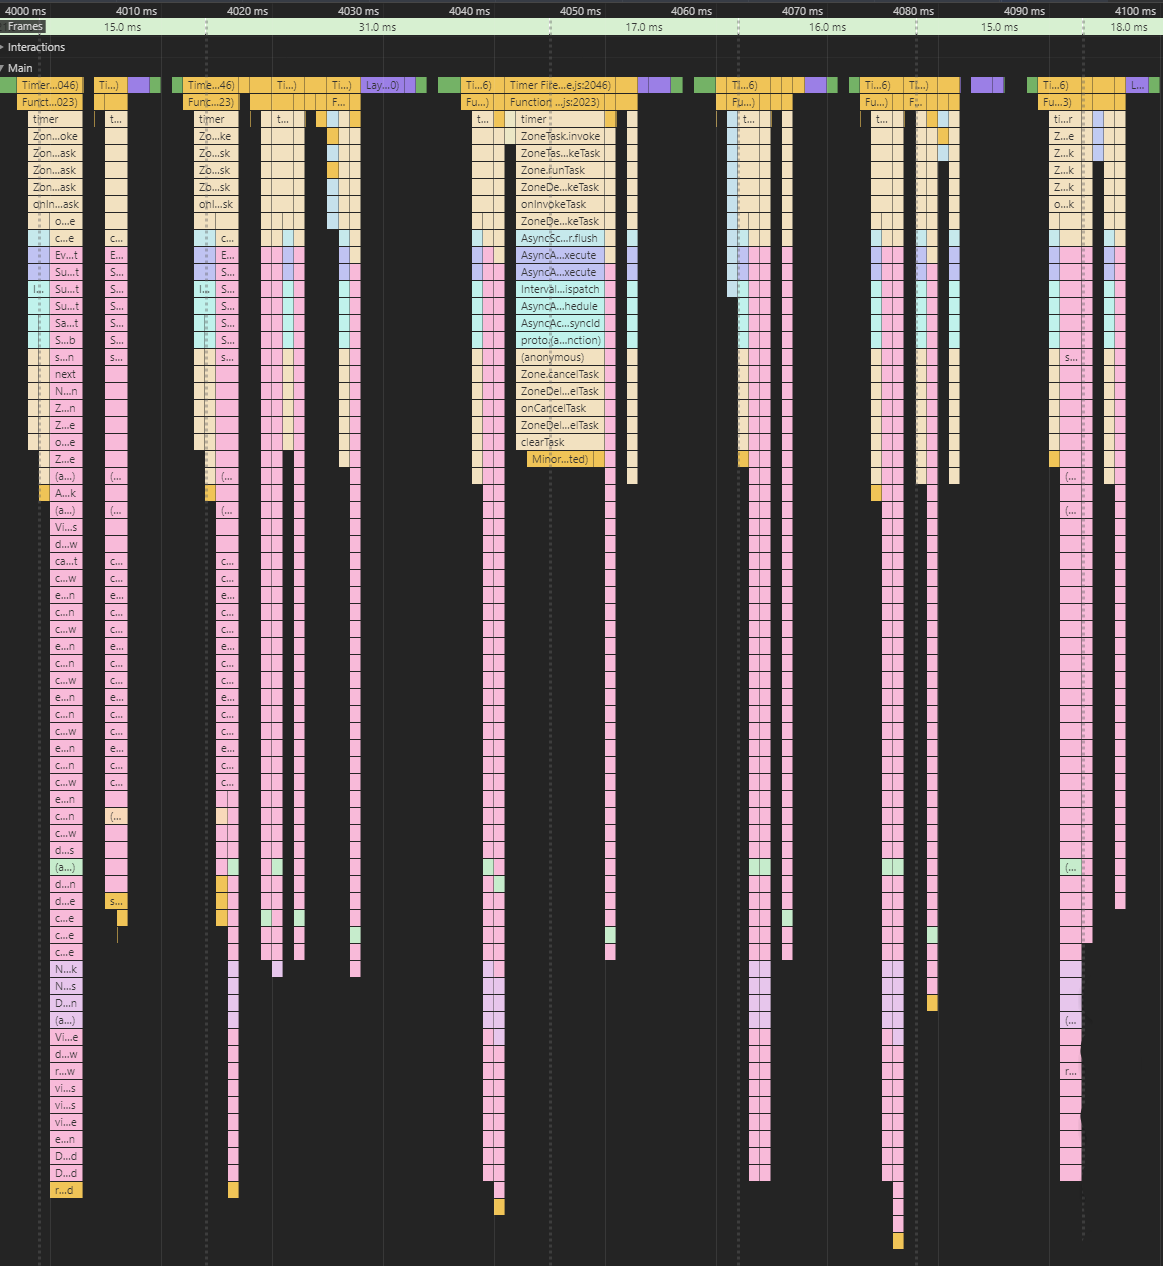 4000 ms 4010 ms 4020 ms 4030 ms 4040 ms 4050 ms 4060 ms 4070 ms 4080 ms 4090 ms 4100 ms
Frames 15.0 ms 31.0 ms 17.0 ms 16.0 ms 15.0 ms 18.0 ms
Interactions
Main
Timer...046) Ti...) Time...46) Ti...) Ti...) Lay...0) Ti...6) Timer Fire...e.js:2046) Ti...6) Ti...6) Ti...) Ti...6) L...
Funct...023) Func...23) F... Fu...) Function ...js:2023) Fu...) Fu...) F... Fu...3)
timer t... timer t... t... timer t... t... ti...r
Zon...oke Zo...ke ZoneTask.invoke Z...e
Zon...ask Zo...sk ZoneTas...keTask Z...k
Zon...ask Zo...sk Zone.runTask Z...k
Zon...ask Zo...sk ZoneDe...keTask Z...k
onIn...ask onI...sk onInvokeTask o...k
o...e ZoneDe...keTask
c...e c... c... AsyncSc...r.flush
Ev...t E... E... AsyncA...xecute
Su...t S... S... AsyncA...xecute
I... Su...t S... I... S... Interval...ispatch
Su...t S... S... AsyncA...hedule
Sa...t S... S... AsyncAc...syncId
S...b S... S... proto.(a...nction)
s...n s... s... (anonymous) s...
next Zone.cancelTask
N...n ZoneDel...elTask
Z...n onCancelTask
Z...e ZoneDel...elTask
o...e clearTask
Z...e Minor...ted)
(a...) (... (... (...
A...k
(a...) (... (... (...
Vi...s
d...w
ca...t c... c...
c...w c... c...
e...n e... e...
c...n c... c...
c...w c... c...
e...n e... e...
c...n c... c...
c...w c... c...
e...n e... e...
c...n c... c...
c...w c... c...
e...n e... e...
c...n c... c...
c...w c... c...
e...n
c...n (...
c...w
d...s
(a...) (...
d...n
d...e s...
c...e
c...e
c...e
N...k
N...s
D...n
(a...) (...
Vi...e
d...w
r...w r...
vi...s
vi...s
vi...e
e...n
D...d
D...d
r...d